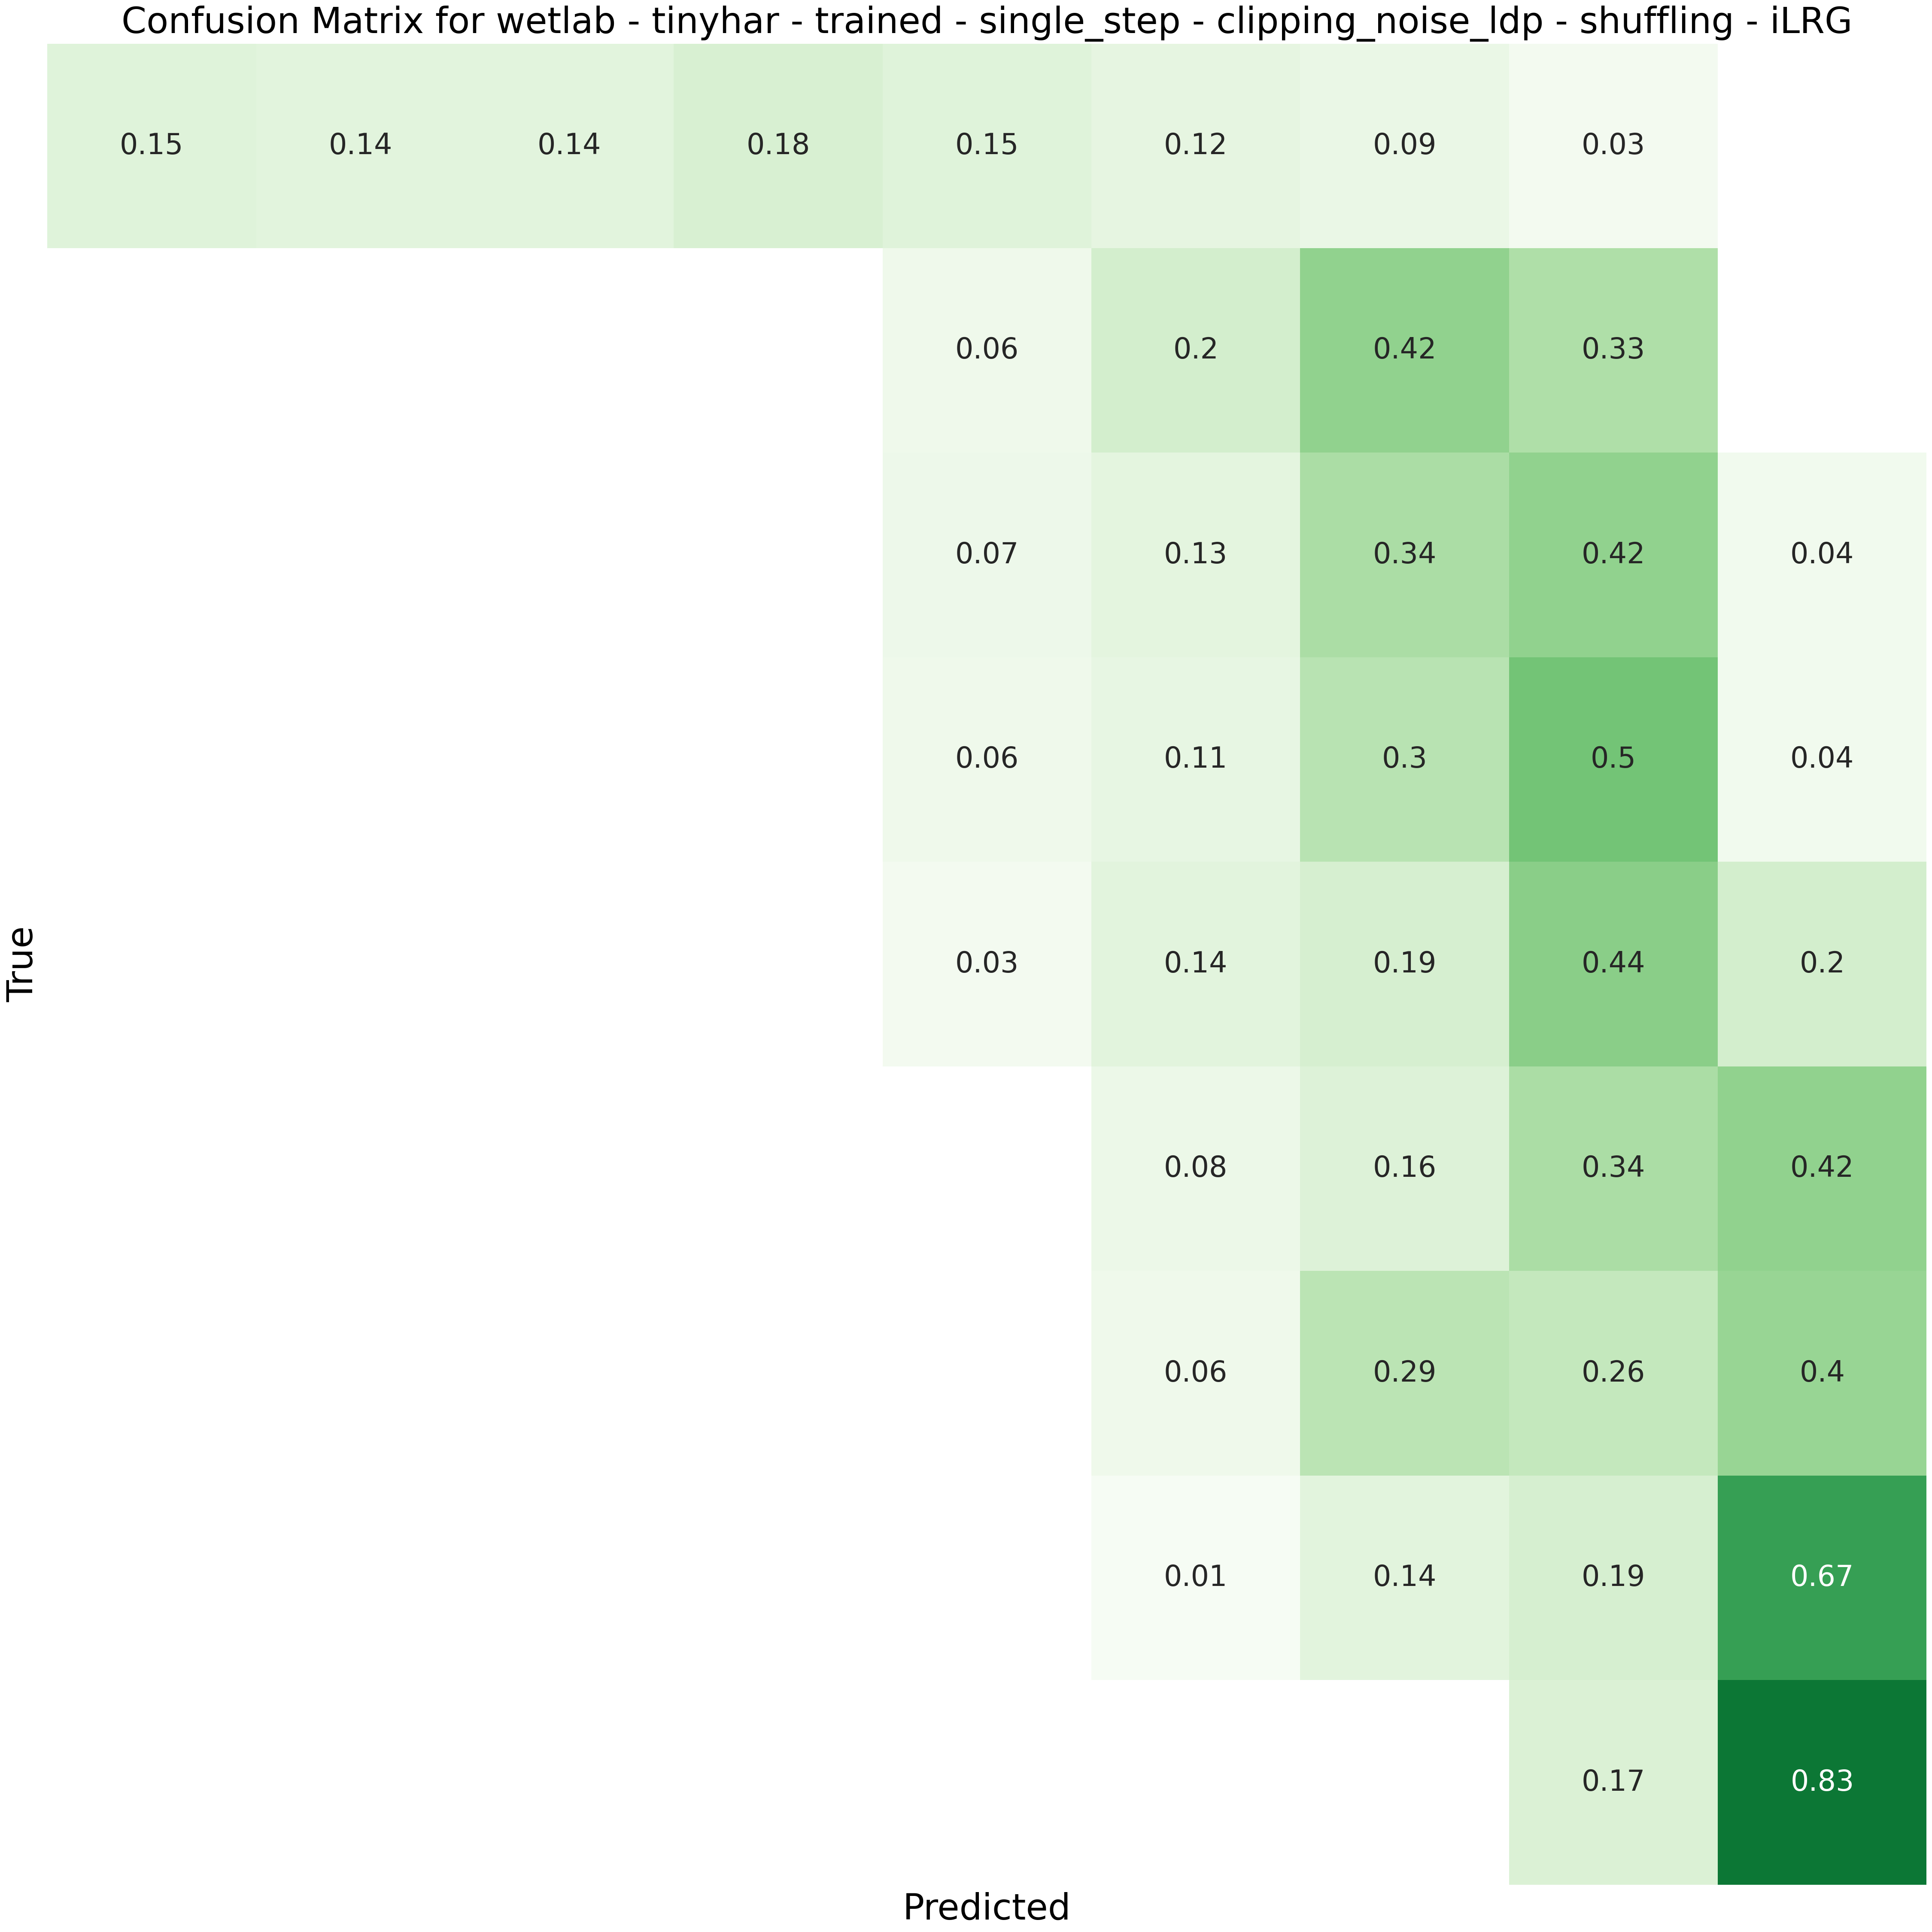 Confusion Matrix for wetlab - tinyhar - trained - single_step - clipping_noise_ldp - shuffling - iLRG
0.15 0.14 0.14 0.18 0.15 0.12 0.09 0.03
0.06 0.2 0.42 0.33
0.07 0.13 0.34 0.42 0.04
0.06 0.11 0.3 0.5 0.04
0.03 0.14 0.19 0.44 0.2
0.08 0.16 0.34 0.42
0.06 0.29 0.26 0.4
0.01 0.14 0.19 0.67
0.17 0.83
True
Predicted